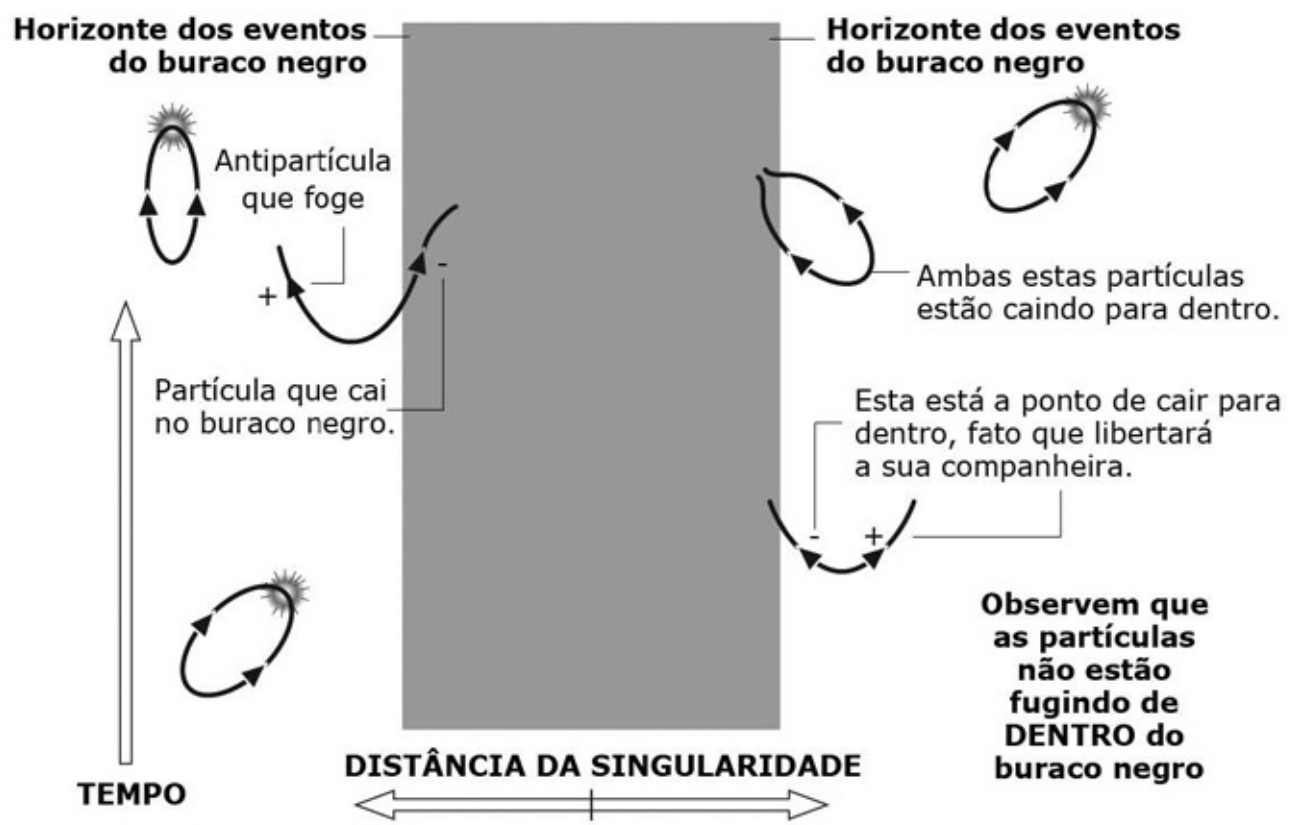 Horizonte dos eventos
do buraco negro
Horizonte dos eventos
do buraco negro
Antipartícula
que foge
+
-
Partícula que cai
no buraco negro.
Ambas estas partículas
estão caindo para dentro.
Esta está a ponto de cair para
dentro, fato que libertará
a sua companheira.
- +
Observem que
as partículas
não estão
fugindo de
DENTRO do
buraco negro
TEMPO
DISTÂNCIA DA SINGULARIDADE